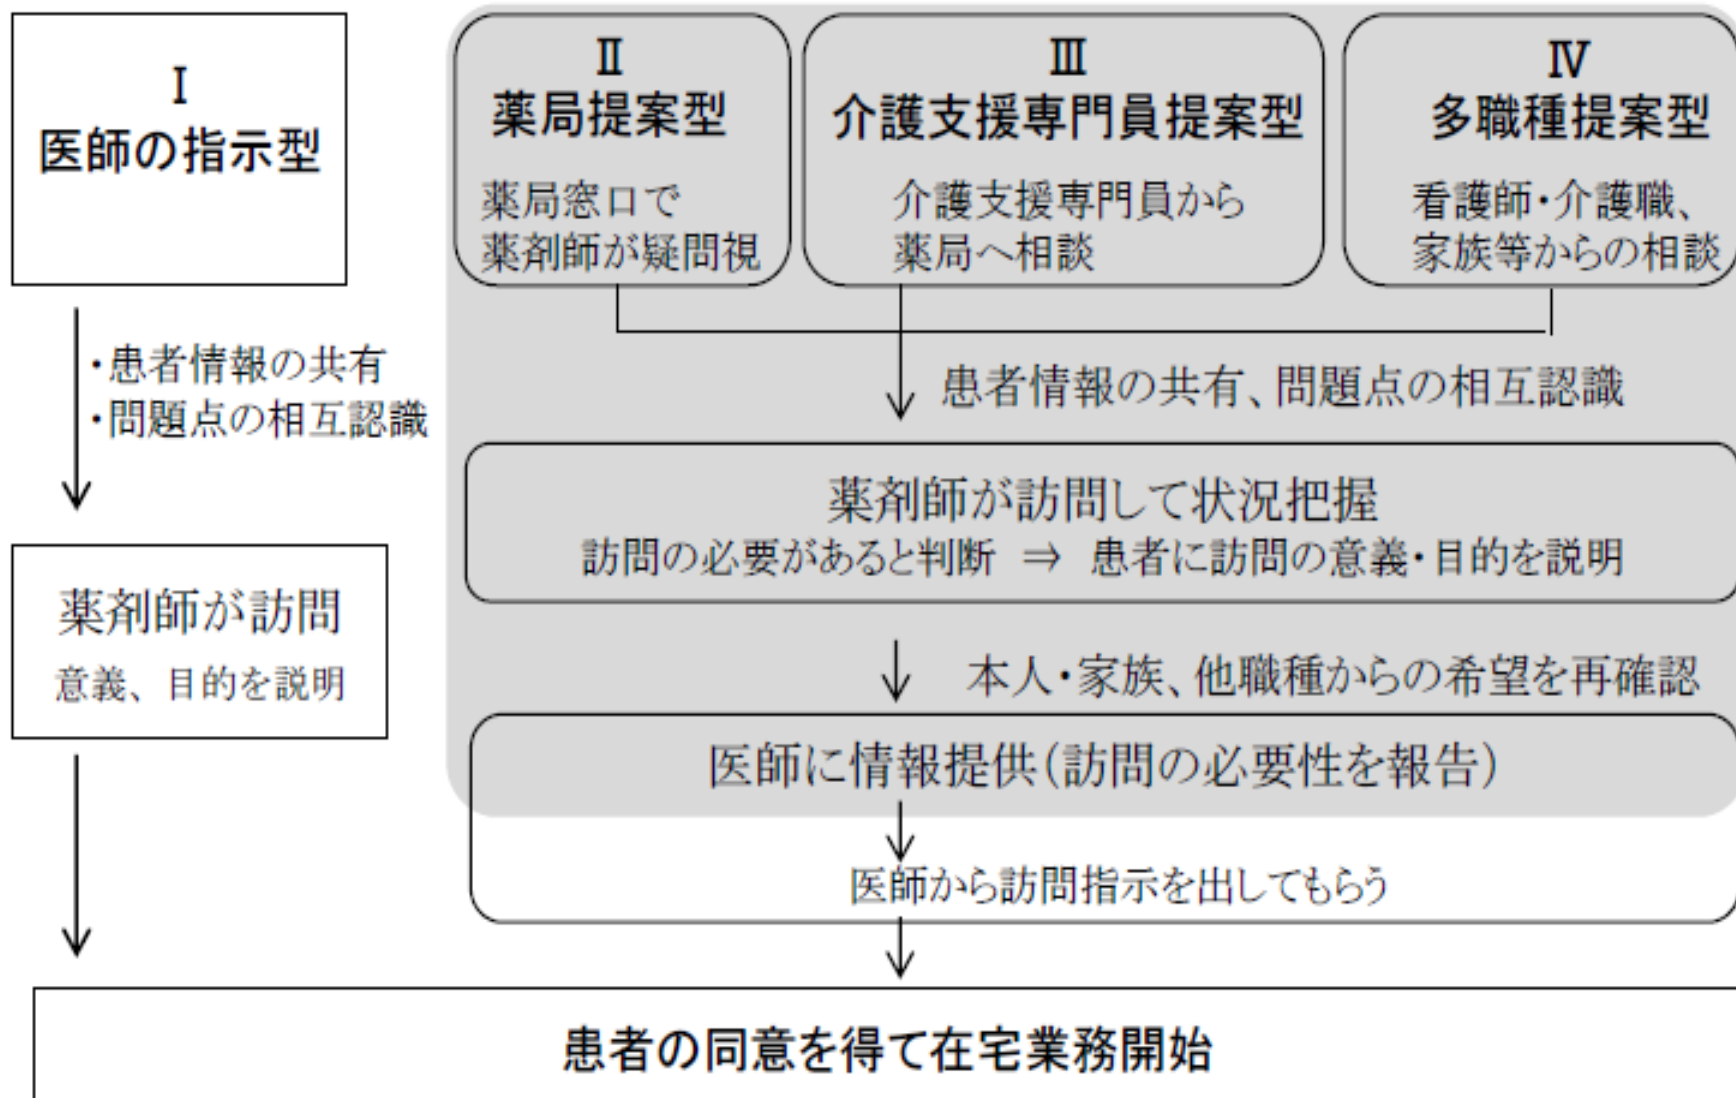 Ⅰ
医師の指示型
・患者情報の共有
・問題点の相互認識
薬剤師が訪問
意義、目的を説明
Ⅱ
薬局提案型
薬局窓口で
薬剤師が疑問視
Ⅲ
介護支援専門員提案型
介護支援専門員から
薬局へ相談
Ⅳ
多職種提案型
看護師・介護職、
家族等からの相談
患者情報の共有、問題点の相互認識
薬剤師が訪問して状況把握
訪問の必要があると判断 ⇒ 患者に訪問の意義・目的を説明
本人・家族、他職種からの希望を再確認
医師に情報提供(訪問の必要性を報告)
医師から訪問指示を出してもらう
患者の同意を得て在宅業務開始